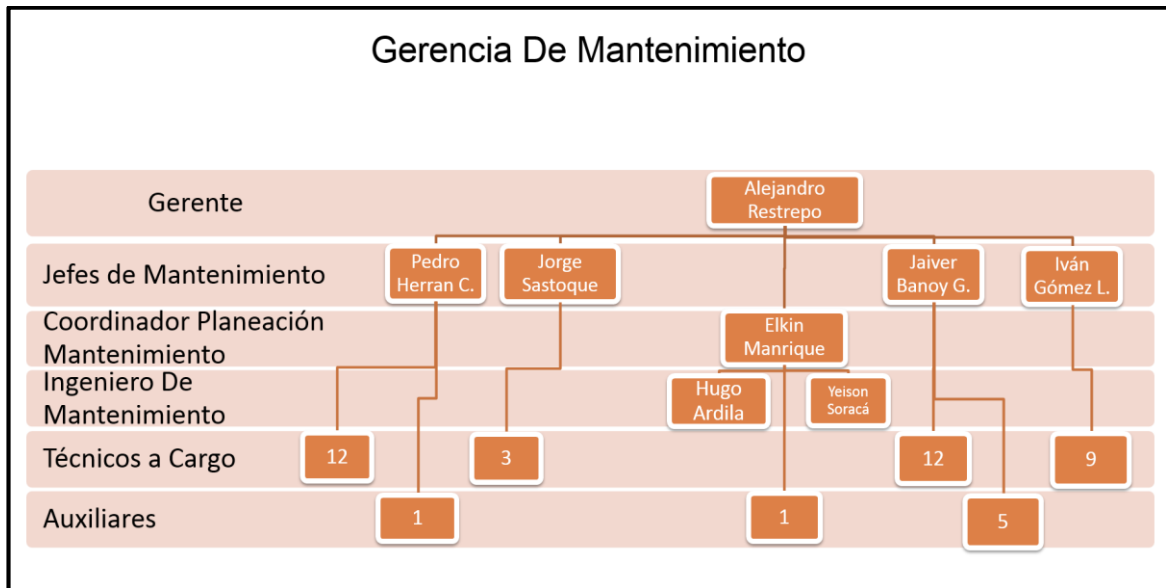 Gerencia De Mantenimiento
Gerente
Alejandro
Restrepo
Jefes de Mantenimiento
Pedro
Herran C.
Jorge
Sastoque
Jaiver
Banoy G.
Iván
Gómez L.
Coordinador Planeación
Mantenimiento
Elkin
Manrique
Ingeniero De
Mantenimiento
Hugo
Ardila
Yeison
Soracá
Técnicos a Cargo
12
3
12
9
Auxiliares
1
1
5